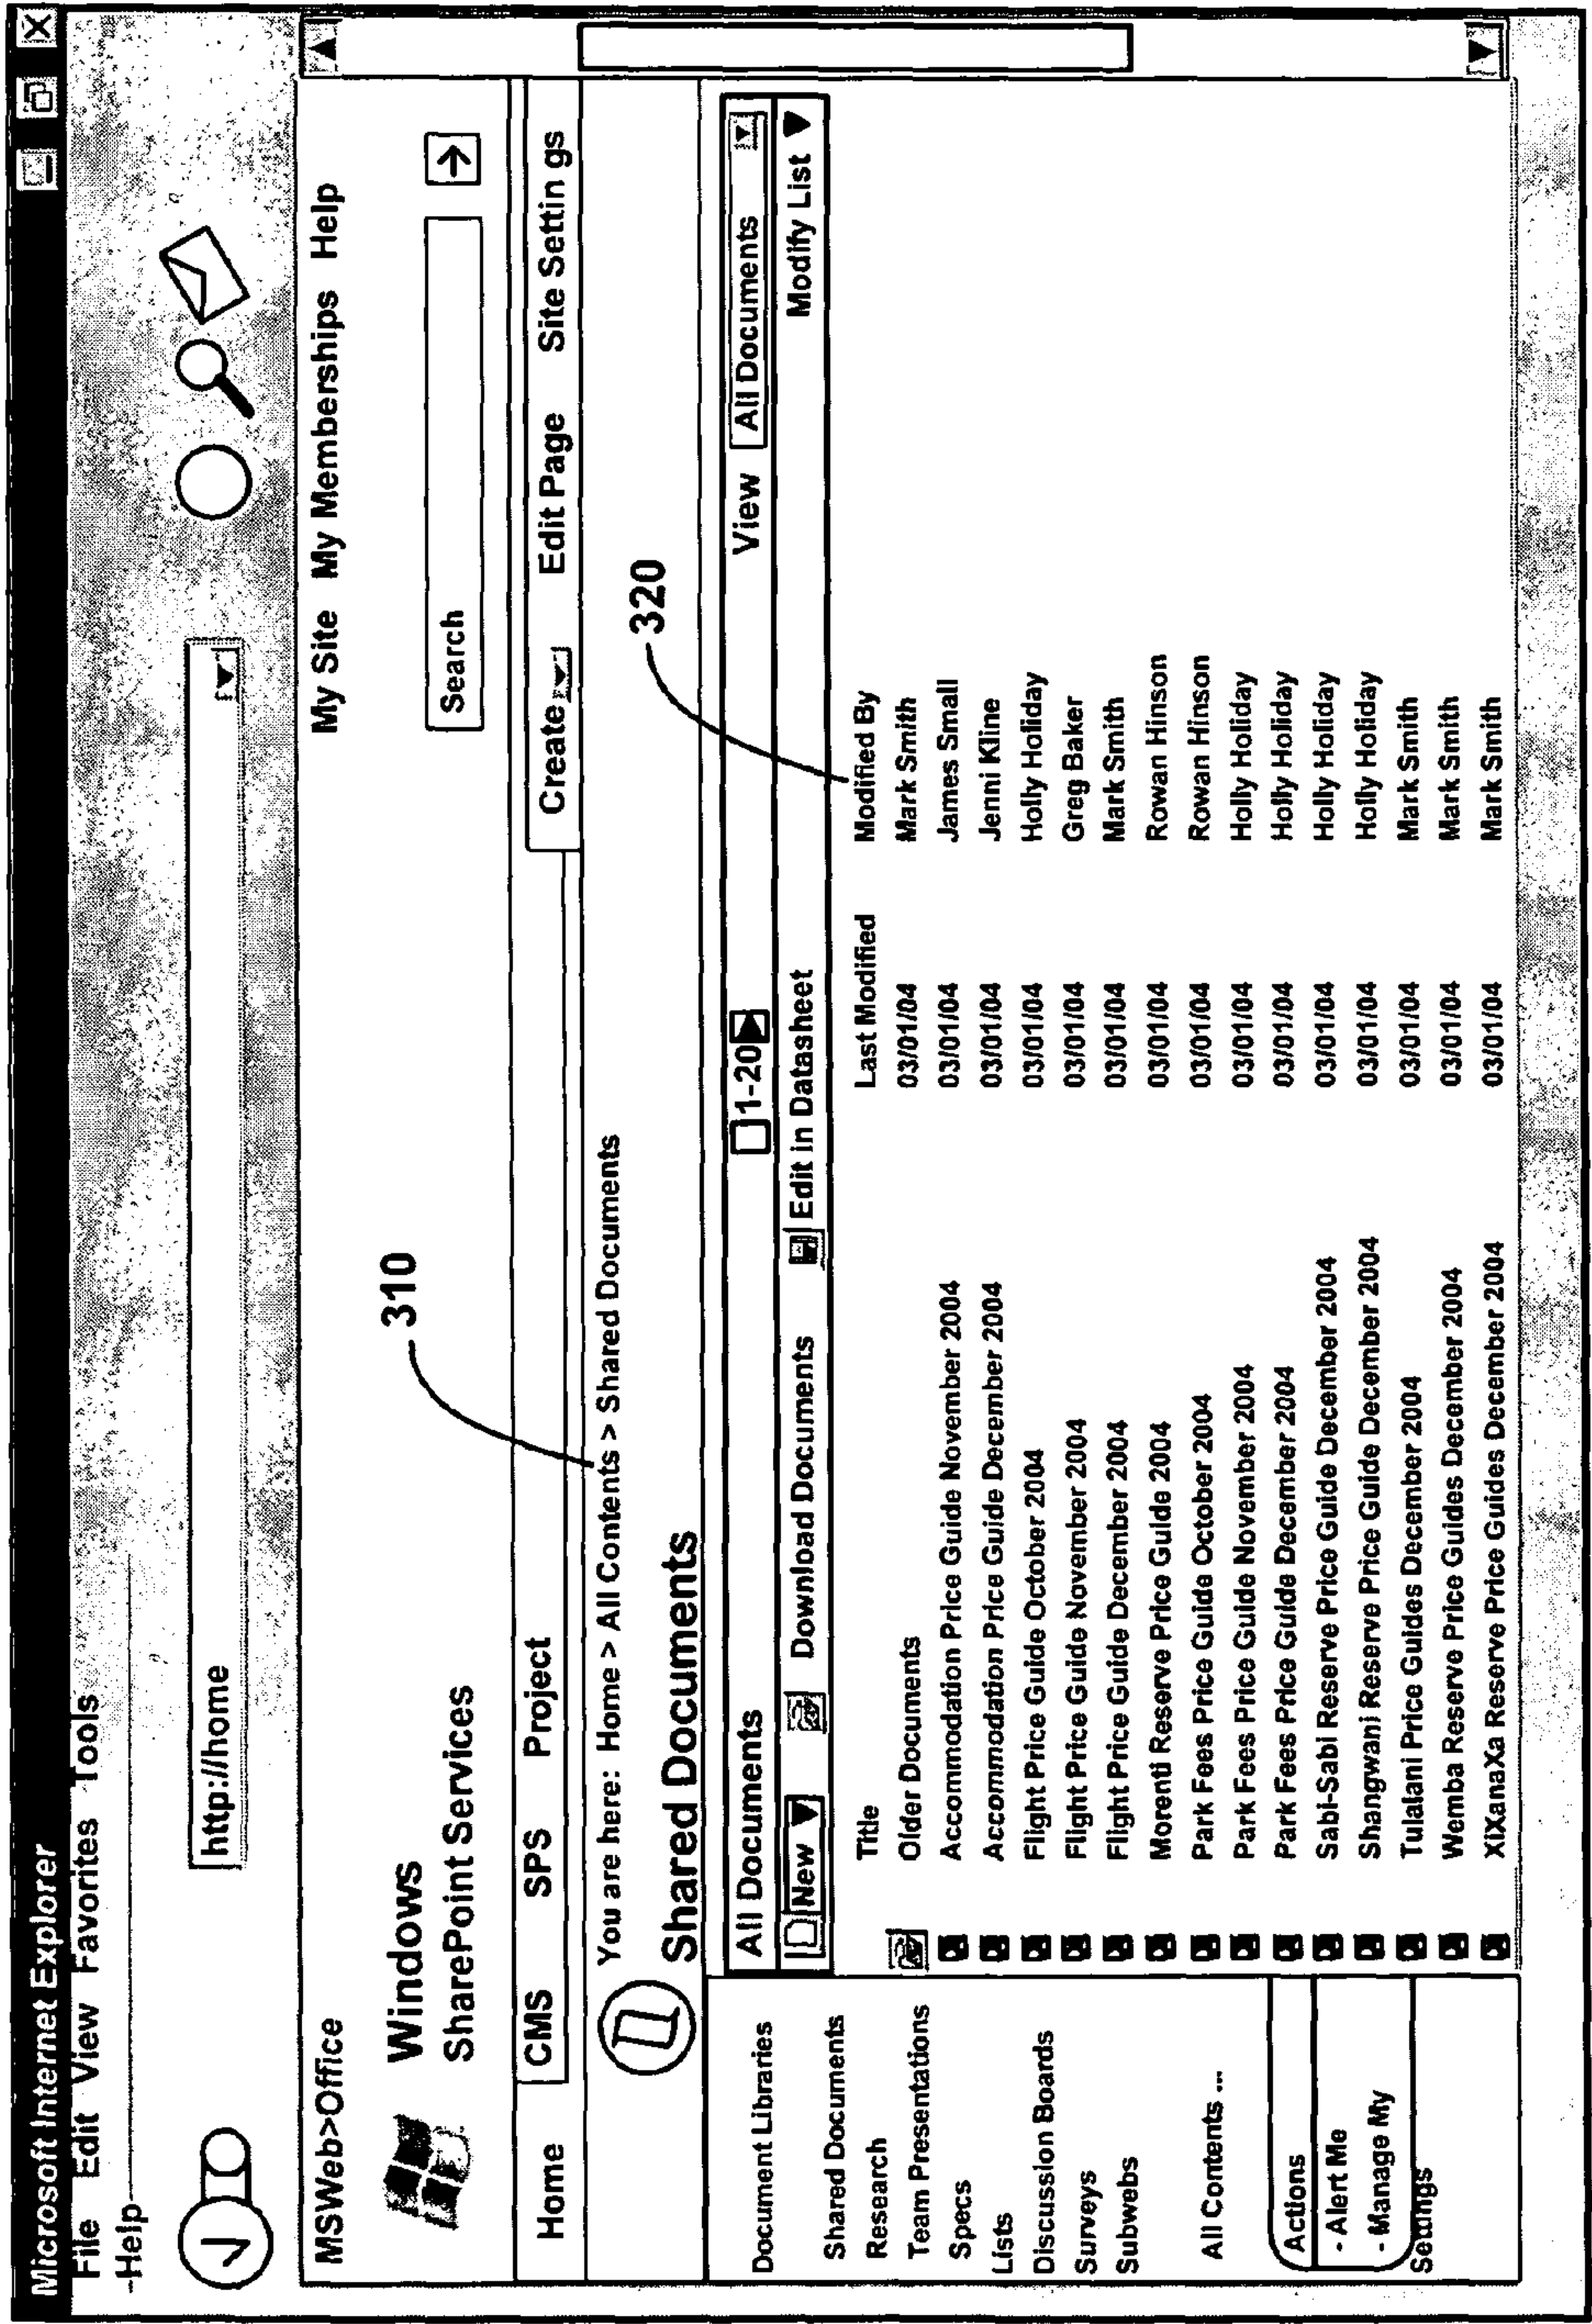 Microsoft Internet Explorer
File Edit View Favorites Tools
-Help
http://home
MSWeb>Office My Site My Memberships Help
Windows
SharePoint Services
Search
Home CMS SPS Project Create Edit Page Site Settin gs
310
You are here: Home > All Contents > Shared Documents
Shared Documents
320
All Documents 1-20 View All Documents
New Download Documents Edit in Datasheet Modify List
Document Libraries
Shared Documents
Research
Team Presentations
Specs
Lists
Discussion Boards
Surveys
Subwebs
All Contents ...
Actions
- Alert Me
- Manage My
Settings
Title Last Modified Modified By
Older Documents 03/01/04 Mark Smith
Accommodation Price Guide November 2004 03/01/04 James Small
Accommodation Price Guide December 2004 03/01/04 Jenni Kline
Flight Price Guide October 2004 03/01/04 Holly Holiday
Flight Price Guide November 2004 03/01/04 Greg Baker
Flight Price Guide December 2004 03/01/04 Mark Smith
Morenti Reserve Price Guide 2004 03/01/04 Rowan Hinson
Park Fees Price Guide October 2004 03/01/04 Rowan Hinson
Park Fees Price Guide November 2004 03/01/04 Holly Holiday
Park Fees Price Guide December 2004 03/01/04 Holly Holiday
Sabi-Sabi Reserve Price Guide December 2004 03/01/04 Holly Holiday
Shangwani Reserve Price Guide December 2004 03/01/04 Holly Holiday
Tulalani Price Guides December 2004 03/01/04 Mark Smith
Wemba Reserve Price Guides December 2004 03/01/04 Mark Smith
XiXanaXa Reserve Price Guides December 2004 03/01/04 Mark Smith